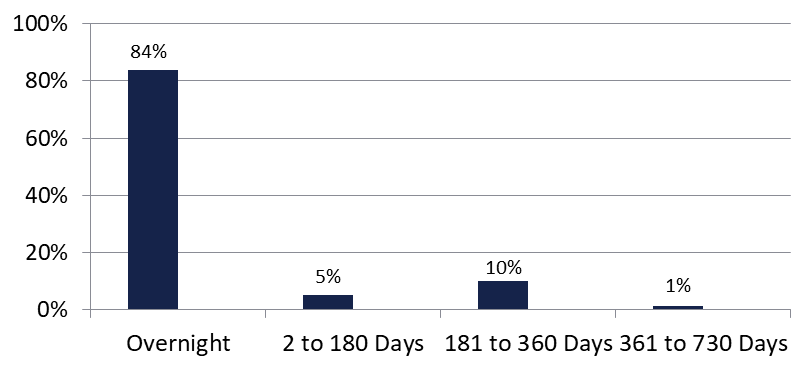 100%
84%
80%
60%
40%
20%
5%
10%
1%
0%
Overnight
2 to 180 Days
181 to 360 Days
361 to 730 Days